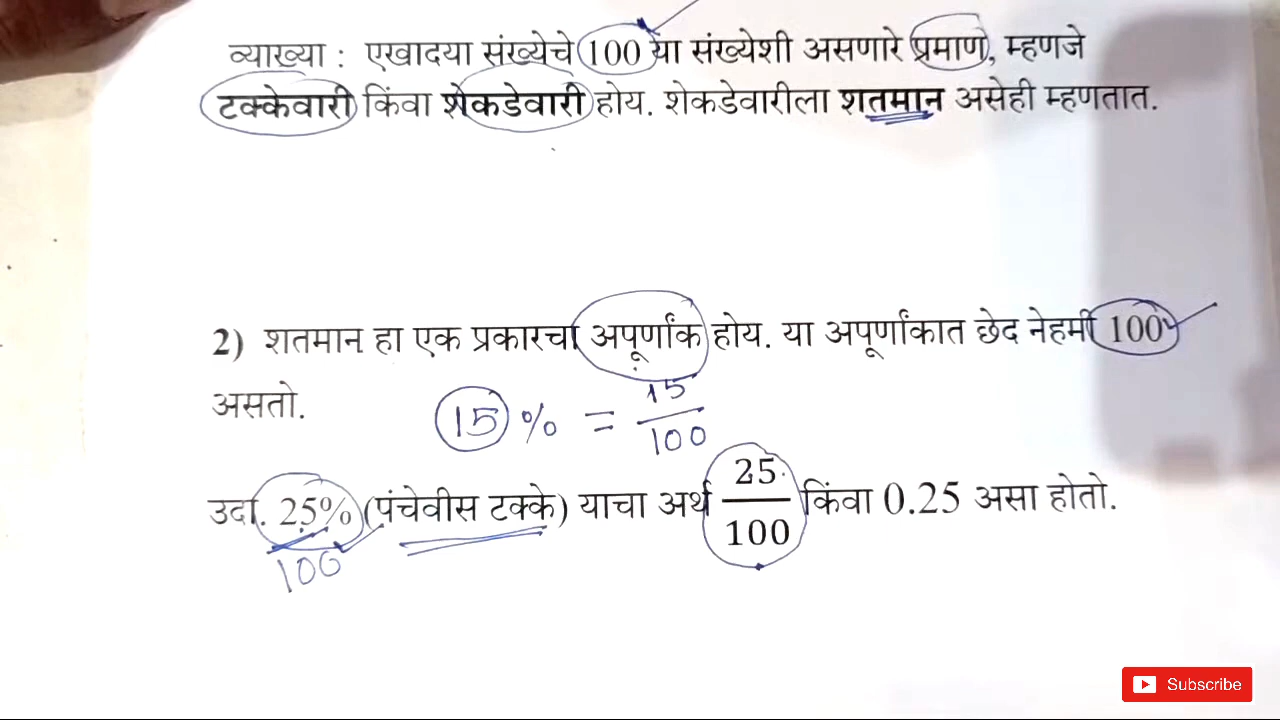 व्याख्या : एखादया संख्येचे 100 या संख्येशी असणारे प्रमाण, म्हणजे
टक्केवारी किंवा शेकडेवारी होय. शेकडेवारीला शतमान असेही म्हणतात.
2) शतमान हा एक प्रकारचा अपूर्णांक होय. या अपूर्णांकात छेद नेहमी 100
असतो.
15 % = 15/100
उदा. 25% (पंचेवीस टक्के) याचा अर्थ 25/100 किंवा 0.25 असा होतो.
100
Subscribe